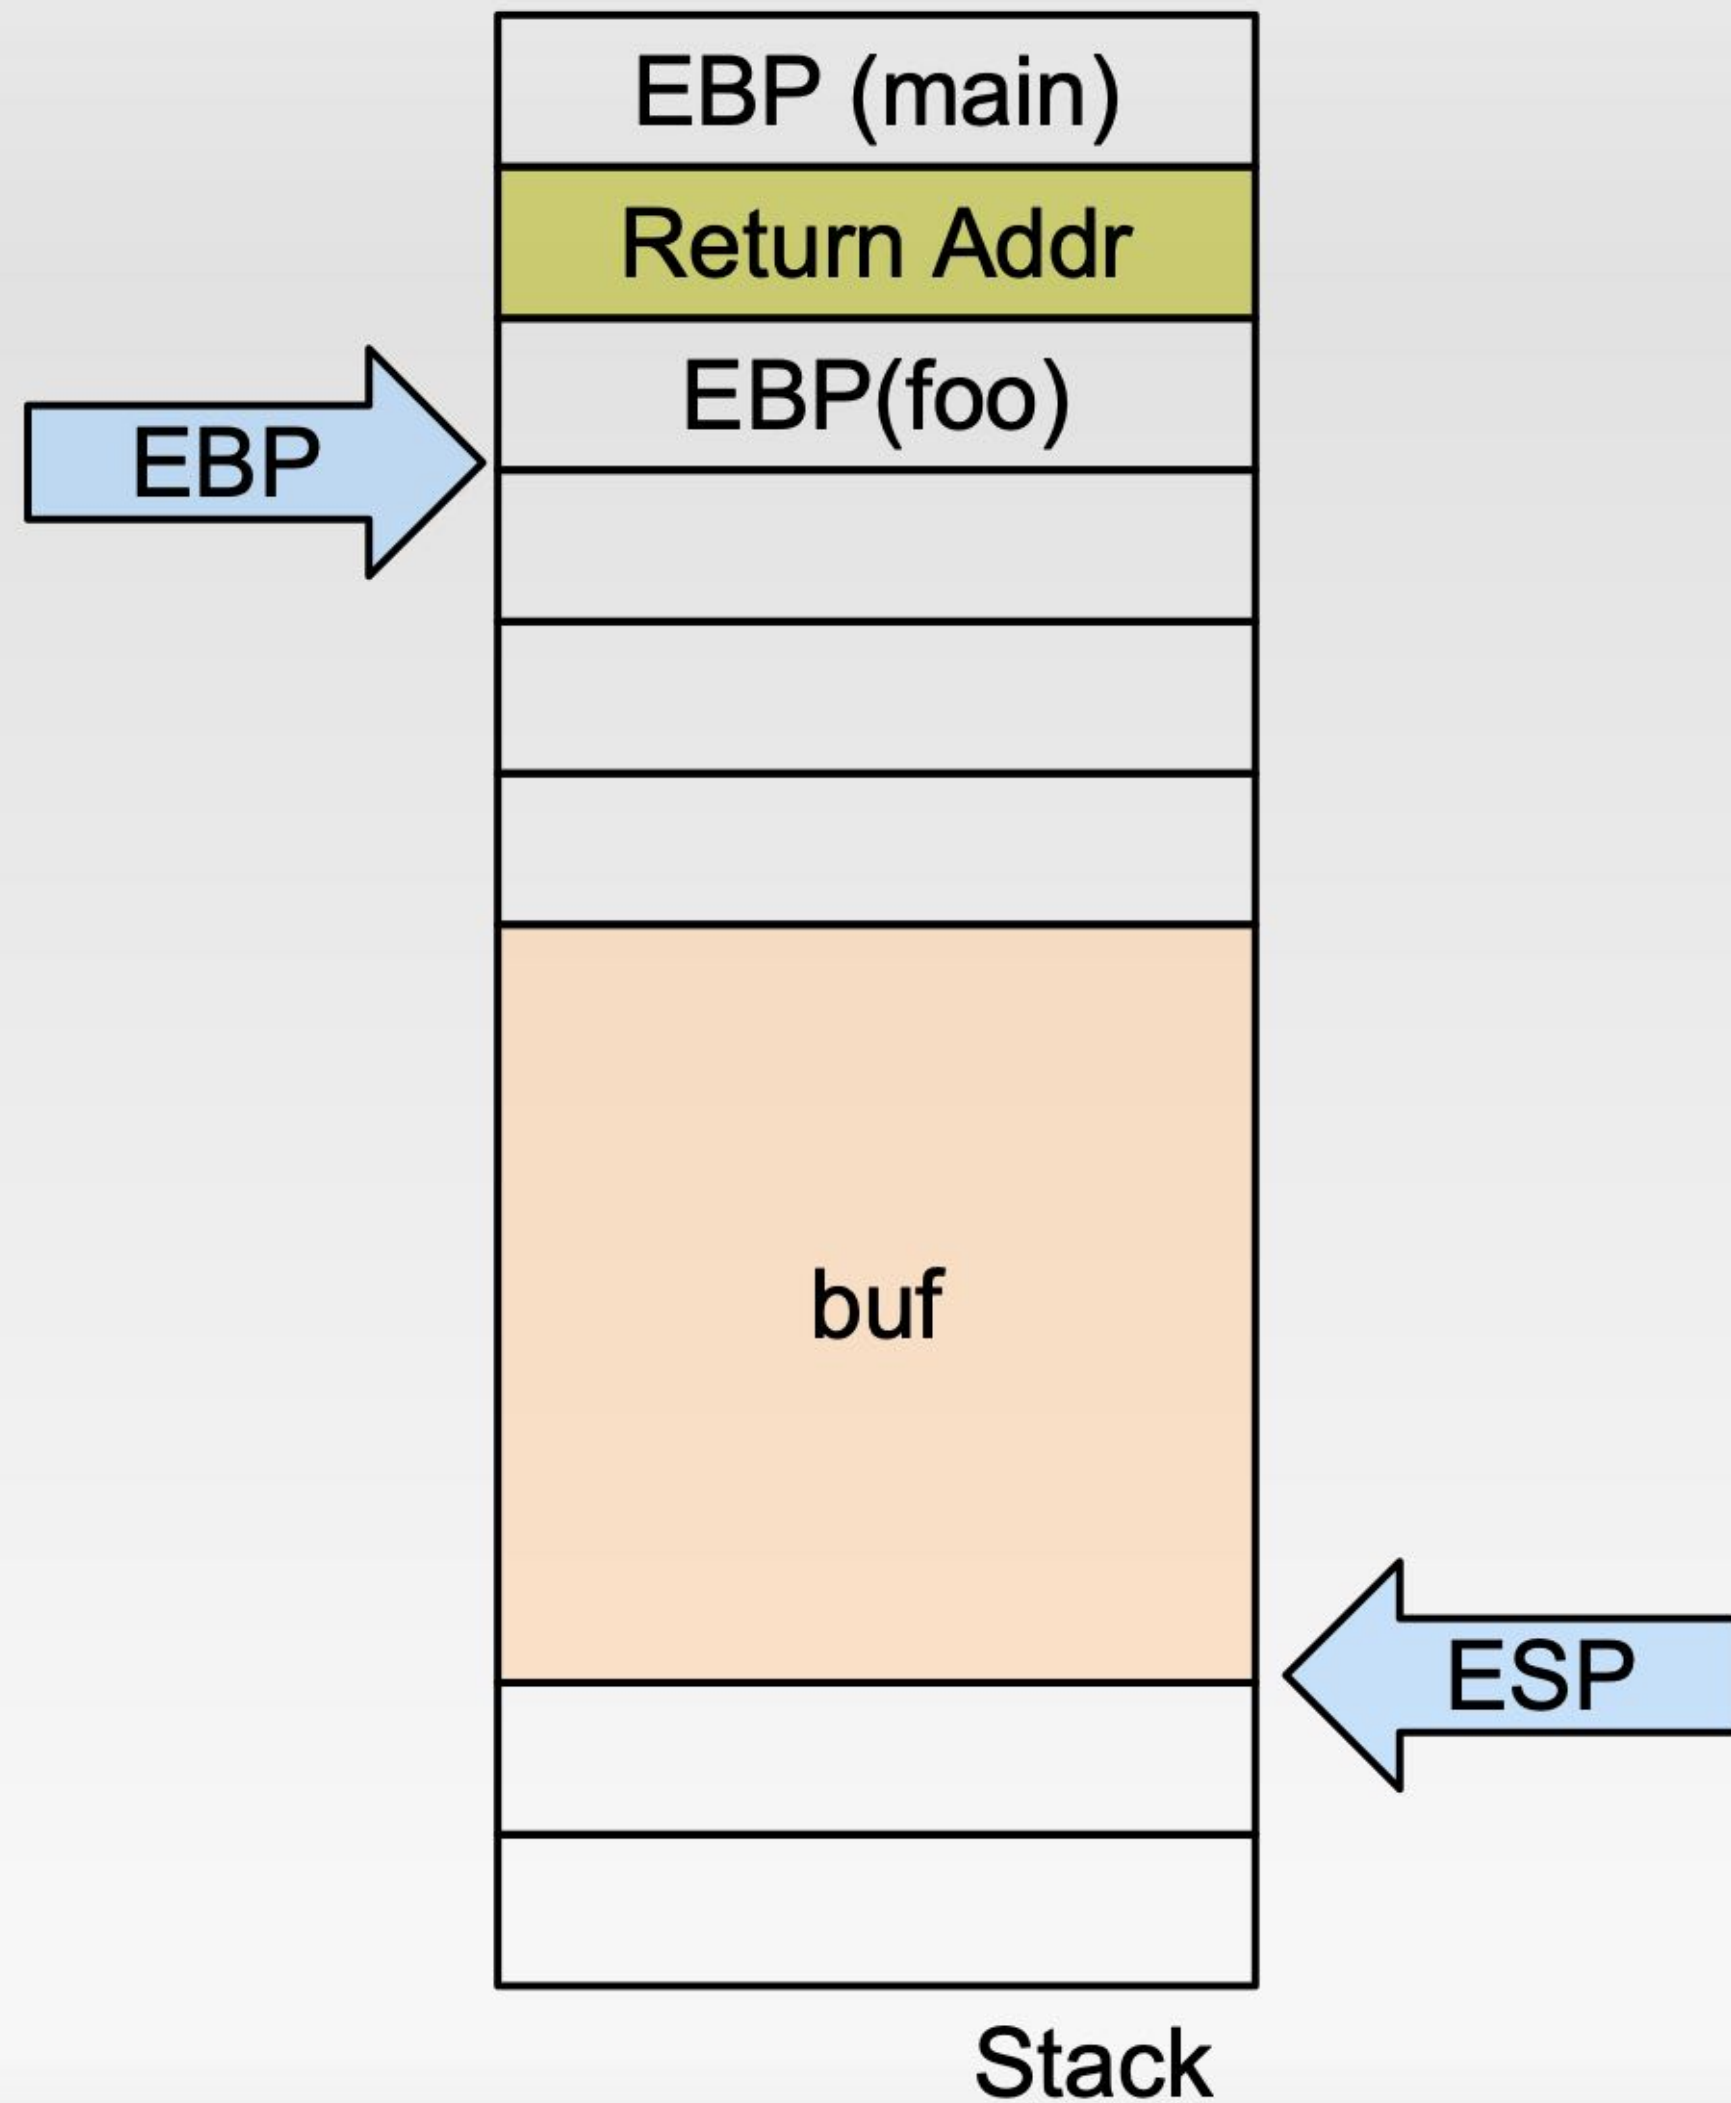 EBP (main)
Return Addr
EBP(foo)
EBP
buf
ESP
Stack